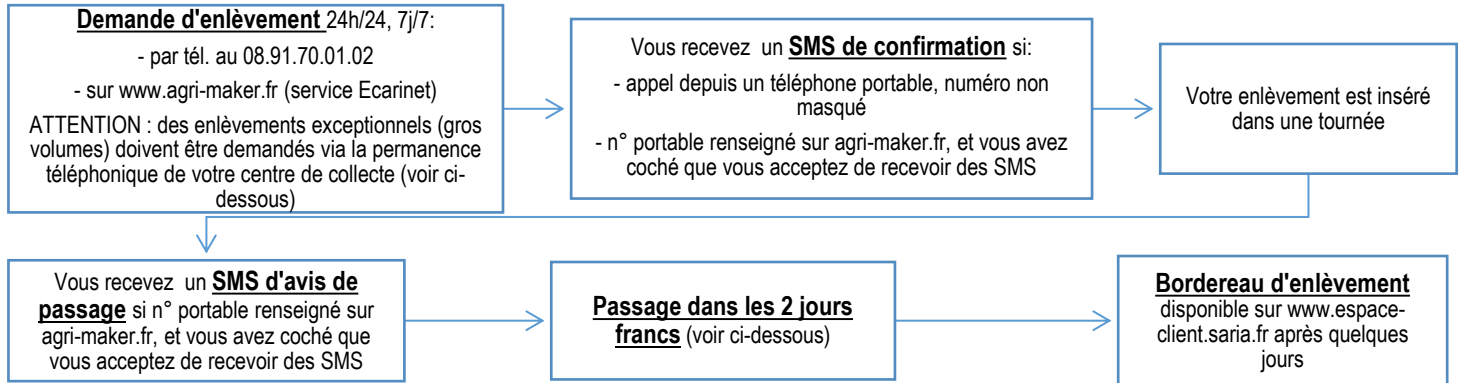 Demande d'enlèvement 24h/24, 7j/7:
- par tél. au 08.91.70.01.02
- sur www.agri-maker.fr (service Ecarinet)
ATTENTION : des enlèvements exceptionnels (gros
volumes) doivent être demandés via la permanence
téléphonique de votre centre de collecte (voir ci-
dessous)
Vous recevez un SMS de confirmation si:
- appel depuis un téléphone portable, numéro non
masqué
- n° portable renseigné sur agri-maker.fr, et vous avez
coché que vous acceptez de recevoir des SMS
Votre enlèvement est inséré
dans une tournée
Vous recevez un SMS d'avis de
passage si n° portable renseigné sur
agri-maker.fr, et vous avez coché que
vous acceptez de recevoir des SMS
Passage dans les 2 jours
francs (voir ci-dessous)
Bordereau d'enlèvement
disponible sur www.espace-
client.saria.fr après quelques
jours